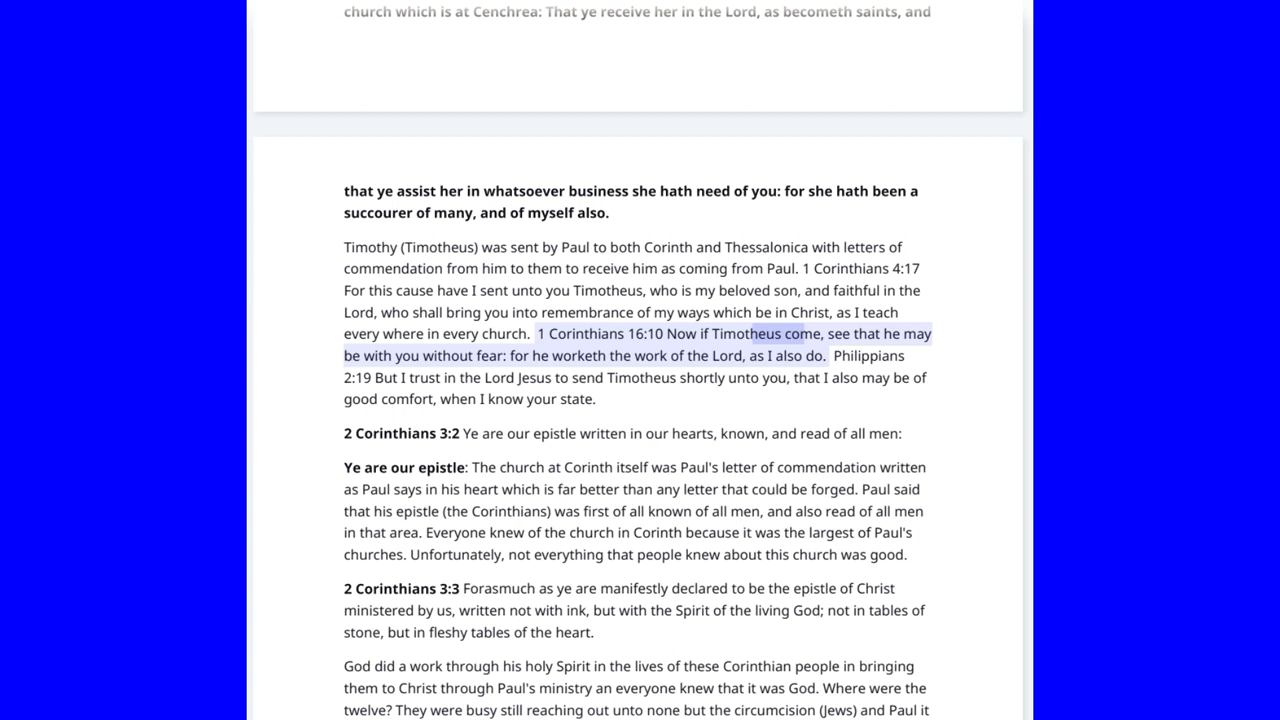 church which is at Cenchrea: That ye receive her in the Lord, as becometh saints, and
that ye assist her in whatsoever business she hath need of you: for she hath been a
succourer of many, and of myself also.
Timothy (Timotheus) was sent by Paul to both Corinth and Thessalonica with letters of
commendation from him to them to receive him as coming from Paul. 1 Corinthians 4:17
For this cause have I sent unto you Timotheus, who is my beloved son, and faithful in the
Lord, who shall bring you into remembrance of my ways which be in Christ, as I teach
every where in every church. 1 Corinthians 16:10 Now if Timotheus come, see that he may
be with you without fear: for he worketh the work of the Lord, as I also do. Philippians
2:19 But I trust in the Lord Jesus to send Timotheus shortly unto you, that I also may be of
good comfort, when I know your state.
2 Corinthians 3:2 Ye are our epistle written in our hearts, known, and read of all men:
Ye are our epistle: The church at Corinth itself was Paul's letter of commendation written
as Paul says in his heart which is far better than any letter that could be forged. Paul said
that his epistle (the Corinthians) was first of all known of all men, and also read of all men
in that area. Everyone knew of the church in Corinth because it was the largest of Paul's
churches. Unfortunately, not everything that people knew about this church was good.
2 Corinthians 3:3 Forasmuch as ye are manifestly declared to be the epistle of Christ
ministered by us, written not with ink, but with the Spirit of the living God; not in tables of
stone, but in fleshy tables of the heart.
God did a work through his holy Spirit in the lives of these Corinthian people in bringing
them to Christ through Paul's ministry an everyone knew that it was God. Where were the
twelve? They were busy still reaching out unto none but the circumcision (Jews) and Paul it